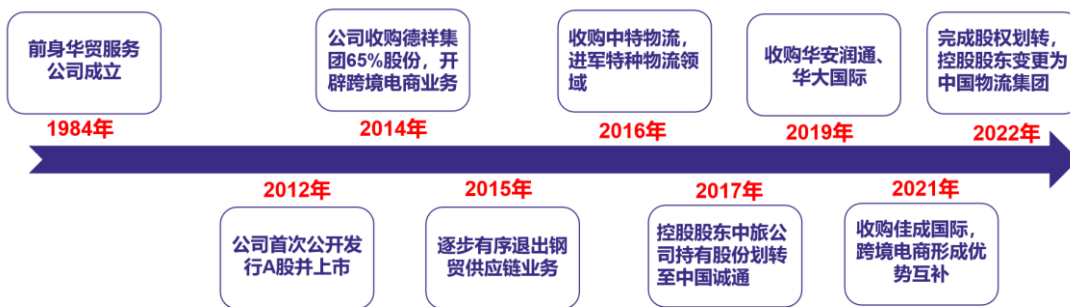 前身华贸服务
公司成立
1984年
公司收购德祥集
团65%股份，开
辟跨境电商业务
2014年
收购中特物流，
进军特种物流领
域
2016年
收购华安润通、
华大国际
2019年
完成股权划转，
控股股东变更为
中国物流集团
2022年
2012年
公司首次公开发
行A股并上市
2015年
逐步有序退出钢
贸供应链业务
2017年
控股股东中旅公
司持有股份划转
至中国诚通
2021年
收购佳成国际，
跨境电商形成优
势互补